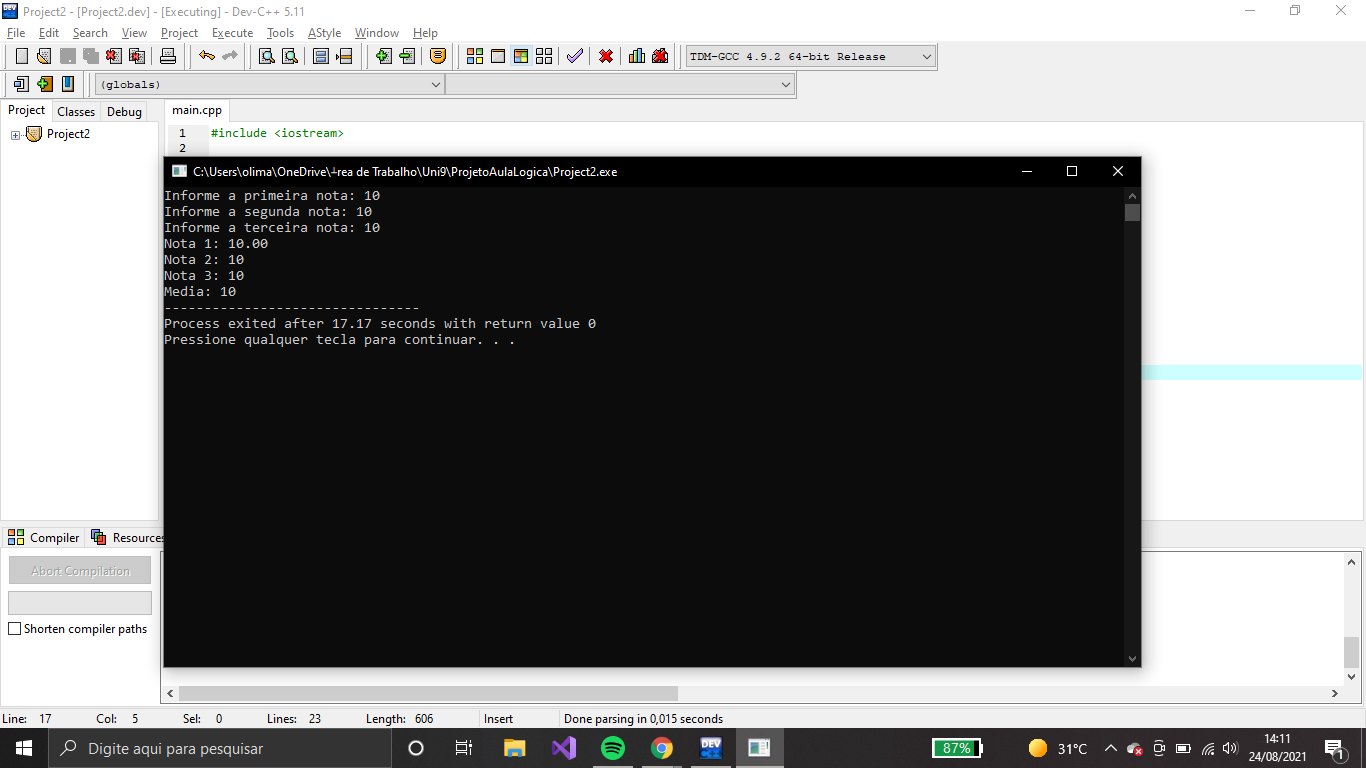 Project2 - [Project2.dev] - [Executing] - Dev-C++ 5.11
File Edit Search View Project Execute Tools AStyle Window Help
TDM-GCC 4.9.2 64-bit Release
(globals)
Project Classes Debug
main.cpp
Project2
1 #include <iostream>
2
C:\Users\olima\OneDrive\┴rea de Trabalho\Uni9\ProjetoAulaLogica\Project2.exe
Informe a primeira nota: 10
Informe a segunda nota: 10
Informe a terceira nota: 10
Nota 1: 10.00
Nota 2: 10
Nota 3: 10
Media: 10
--------------------------------
Process exited after 17.17 seconds with return value 0
Pressione qualquer tecla para continuar. . .
Compiler Resources
Abort Compilation
Shorten compiler paths
Line: 17 Col: 5 Sel: 0 Lines: 23 Length: 606 Insert Done parsing in 0,015 seconds
Digite aqui para pesquisar
DEV
87%
31°C
14:11
24/08/2021
1